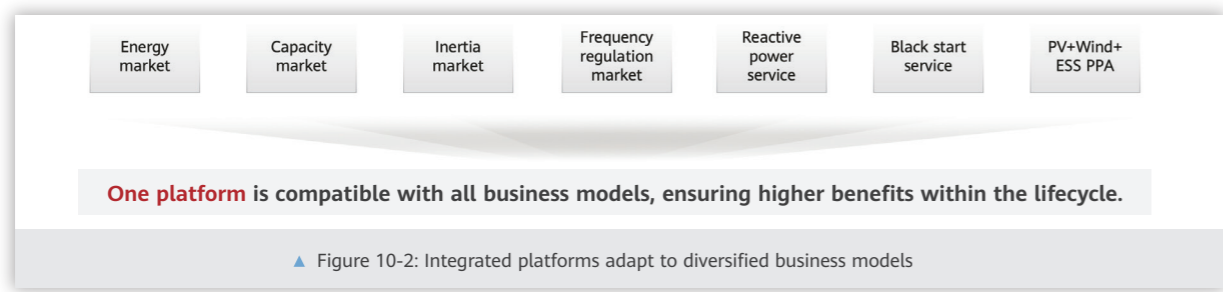 Energy
market
Capacity
market
Inertia
market
Frequency
regulation
market
Reactive
power
service
Black start
service
PV+Wind+
ESS PPA
One platform is compatible with all business models, ensuring higher benefits within the lifecycle.
▲ Figure 10-2: Integrated platforms adapt to diversified business models